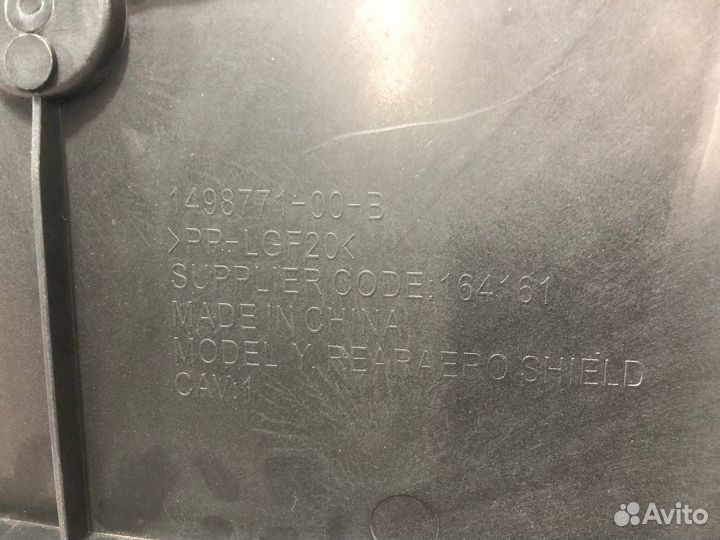 1498771-00-B
>PP-LGF20<
SUPPLIER CODE:164161
MADE IN CHINA
MODEL Y, REAR AERO SHIELD
CAV:1
Avito